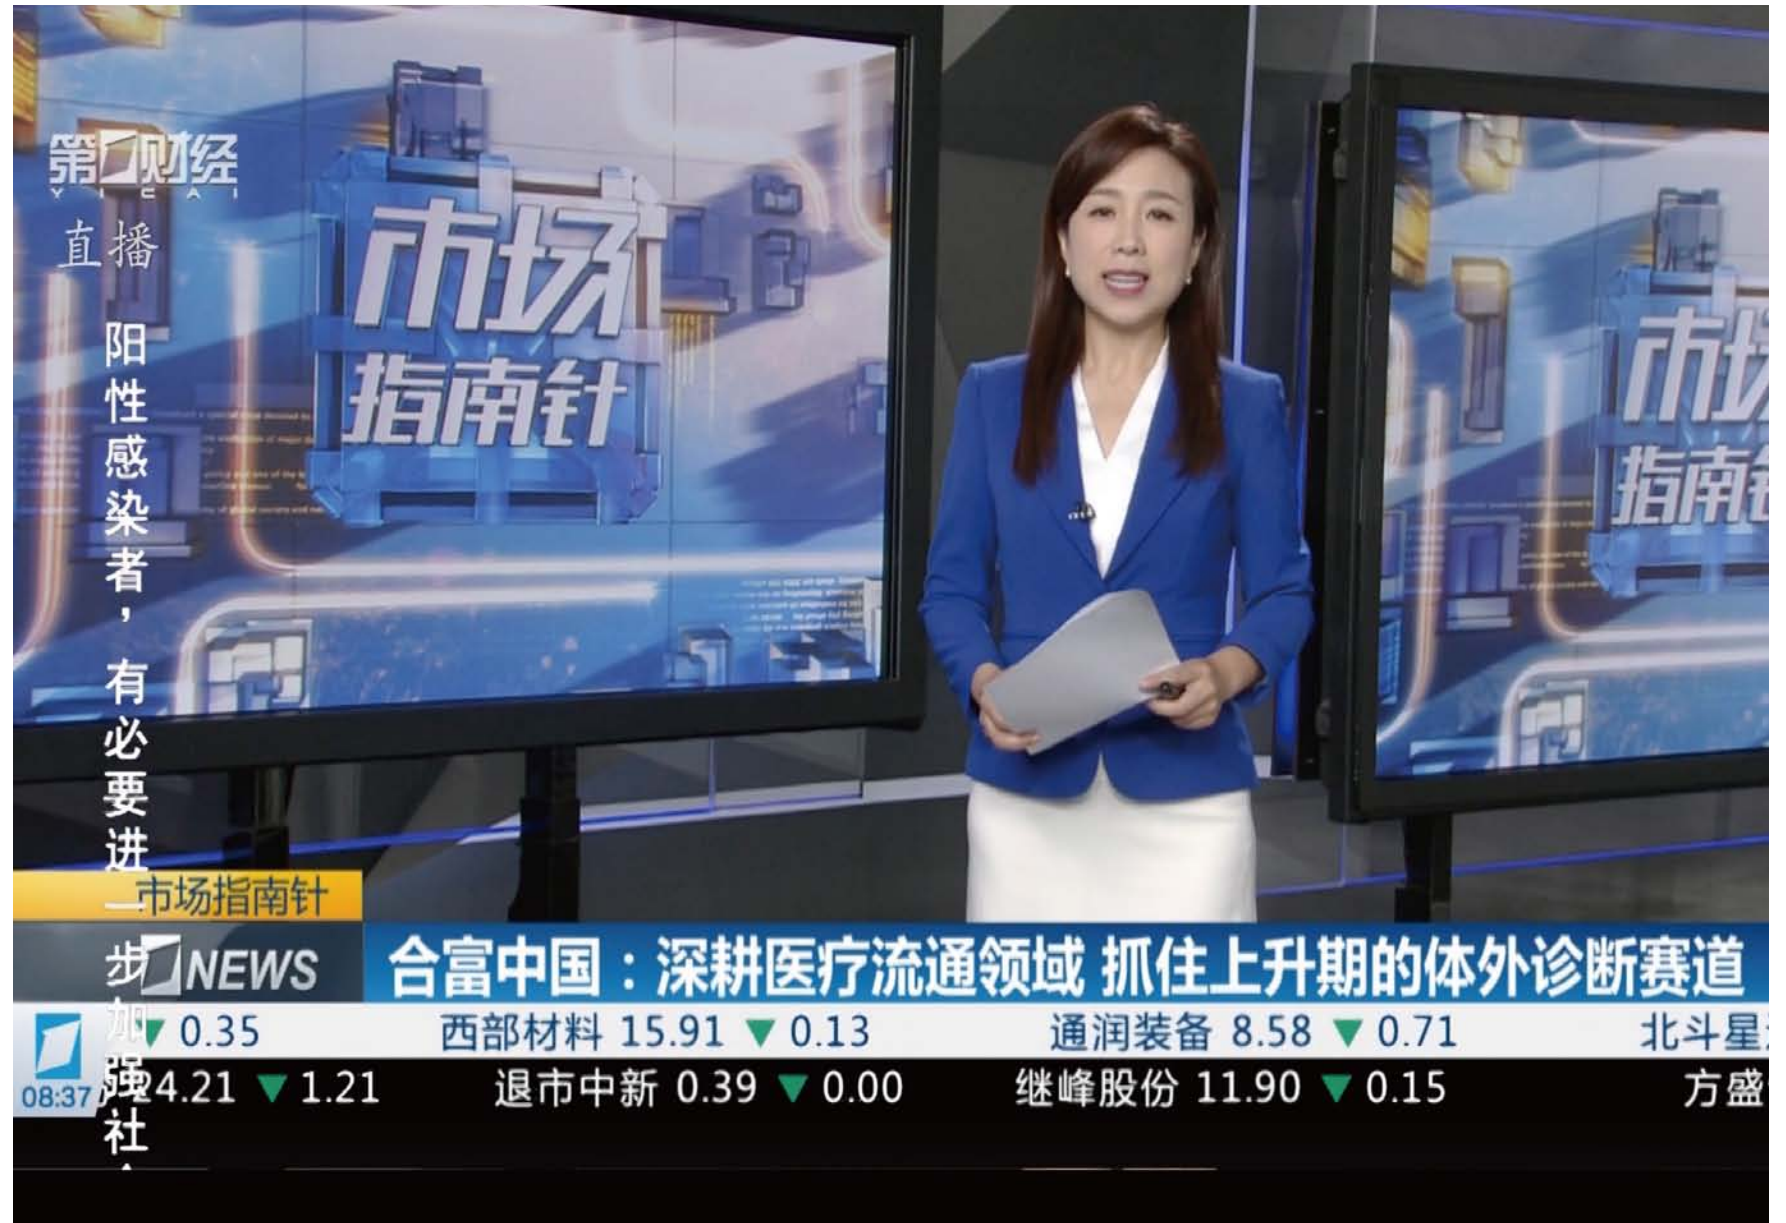 第一财经
YICAI
直播
市场
指南针
市场
指南
阳性感染者，有必要进一步加强社
市场指南针
NEWS
合富中国：深耕医疗流通领域 抓住上升期的体外诊断赛道
▼ 0.35 西部材料 15.91 ▼ 0.13 通润装备 8.58 ▼ 0.71 北斗星
08:37
24.21 ▼ 1.21 退市中新 0.39 ▼ 0.00 继峰股份 11.90 ▼ 0.15 方盛